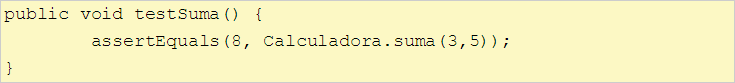 public void testSuma() {
        assertEquals(8, Calculadora.suma(3,5));
}